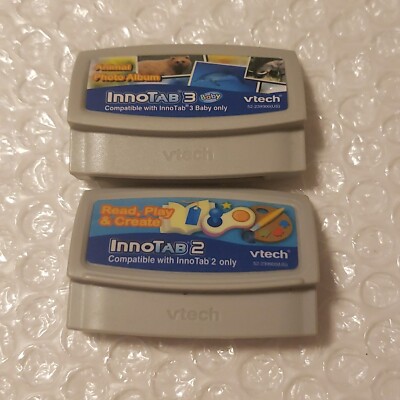 Animal
Photo Album
INNOTAB 3 Baby
Compatible with InnoTab 3 Baby only
vtech
vtech
Read, Play
& Create
INNOTAB 2
Compatible with InnoTab 2 only
vtech
vtech